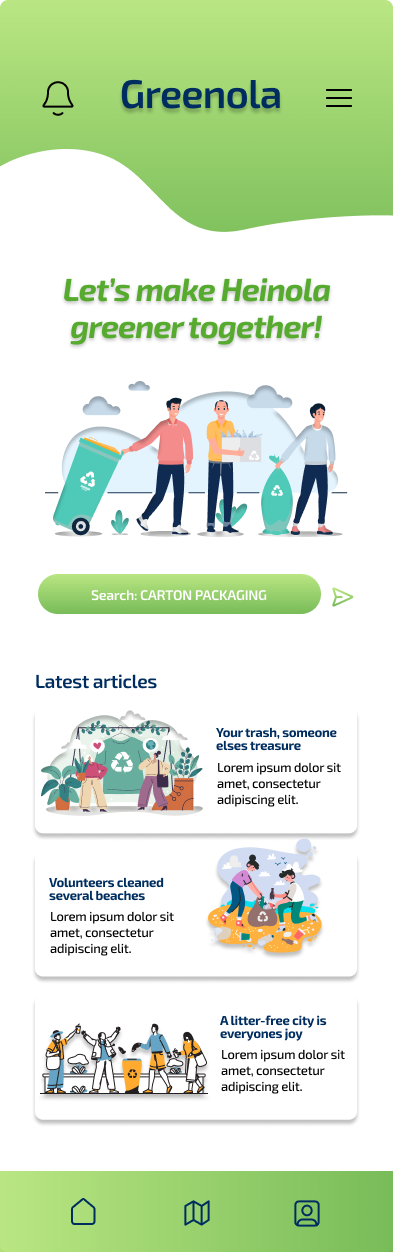 Greenola
Let's make Heinola
greener together!
Search: CARTON PACKAGING
Latest articles
Your trash, someone
elses treasure
Lorem ipsum dolor sit
amet, consectetur
adipiscing elit.
Volunteers cleaned
several beaches
Lorem ipsum dolor sit
amet, consectetur
adipiscing elit.
A litter-free city is
everyones joy
Lorem ipsum dolor sit
amet, consectetur
adipiscing elit.